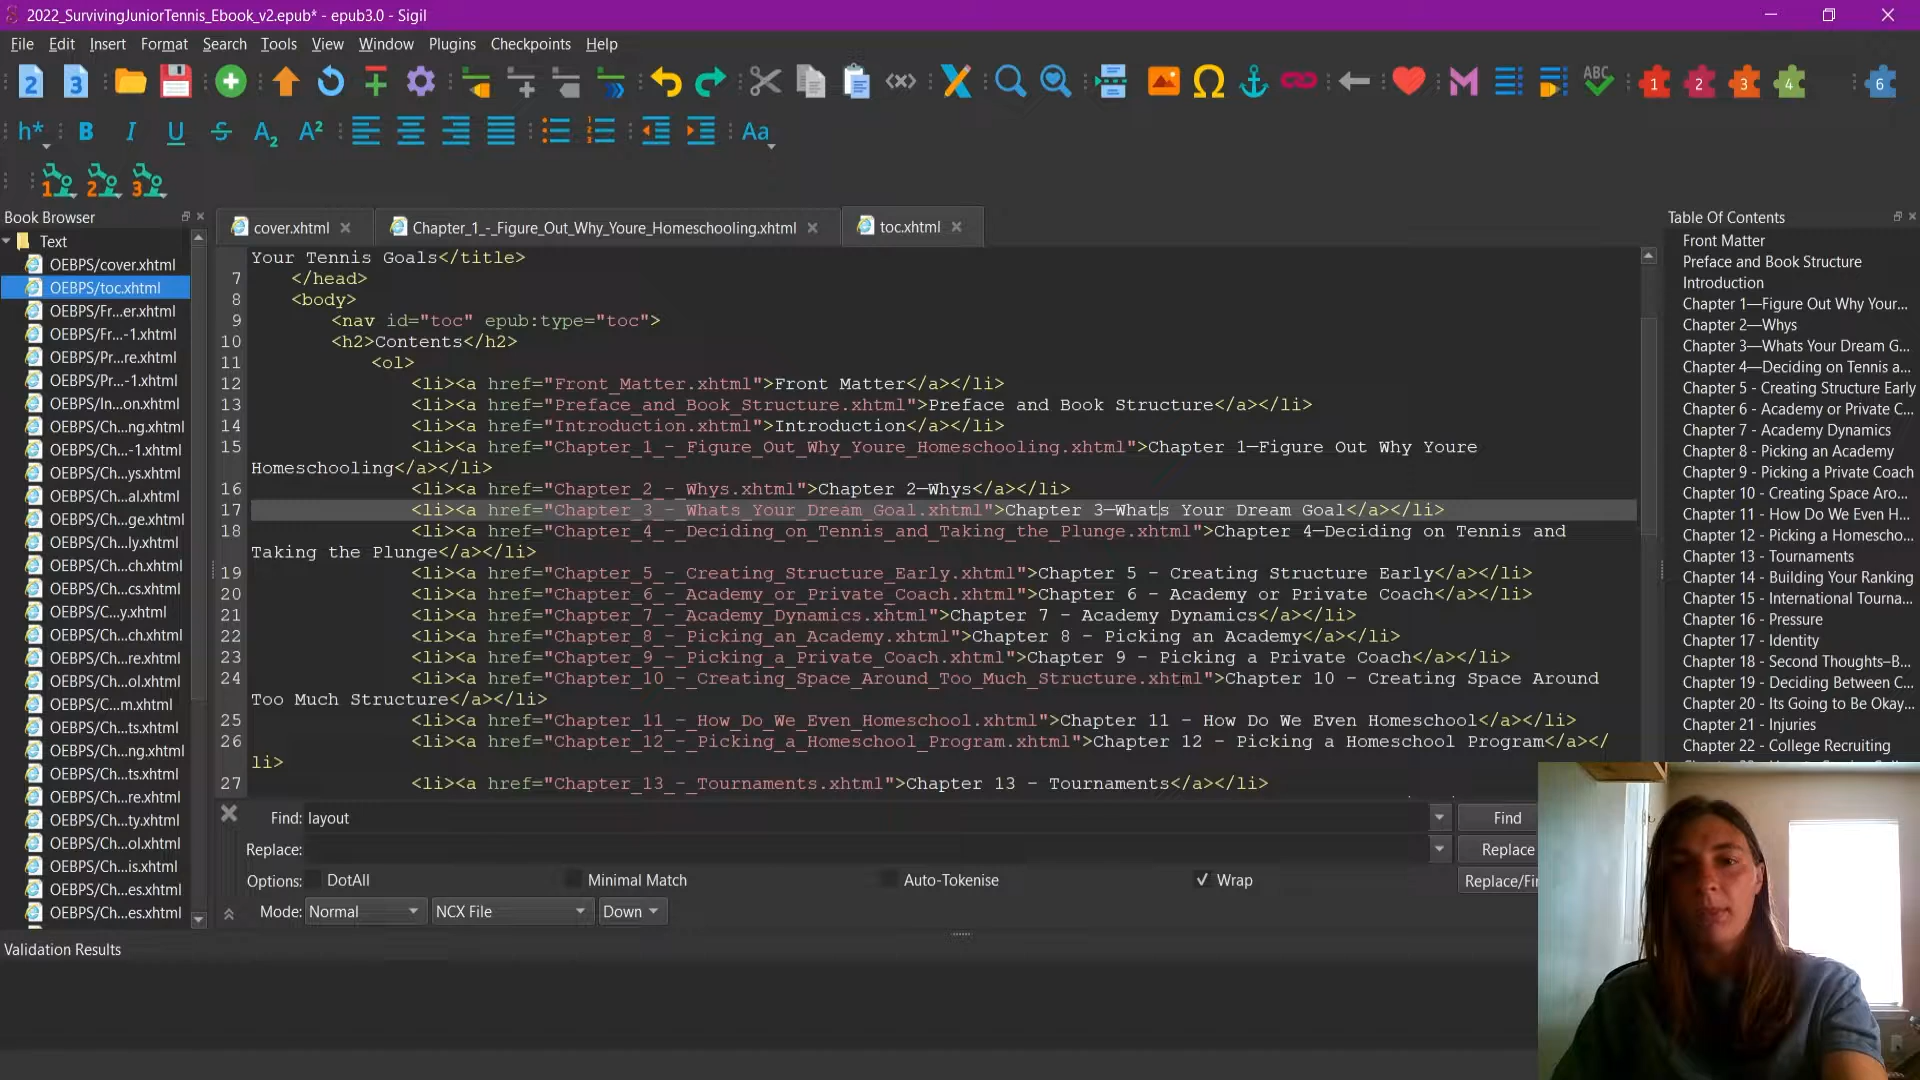 2022_SurvivingJuniorTennis_Ebook_v2.epub* - epub3.0 - Sigil
File Edit Insert Format Search Tools View Window Plugins Checkpoints Help
2 3 ABC 1 2 3 4 6
h* B I U S A2 A2 Aa
1 2 3
Book Browser
Text
OEBPS/cover.xhtml
OEBPS/toc.xhtml
OEBPS/Fr...er.xhtml
OEBPS/Fr...-1.xhtml
OEBPS/Pr...re.xhtml
OEBPS/Pr...-1.xhtml
OEBPS/In...on.xhtml
OEBPS/Ch...ng.xhtml
OEBPS/Ch...-1.xhtml
OEBPS/Ch...ys.xhtml
OEBPS/Ch...al.xhtml
OEBPS/Ch...ge.xhtml
OEBPS/Ch...ly.xhtml
OEBPS/Ch...ch.xhtml
OEBPS/Ch...cs.xhtml
OEBPS/C...y.xhtml
OEBPS/Ch...ch.xhtml
OEBPS/Ch...re.xhtml
OEBPS/Ch...ol.xhtml
OEBPS/C...m.xhtml
OEBPS/Ch...ts.xhtml
OEBPS/Ch...ng.xhtml
OEBPS/Ch...ts.xhtml
OEBPS/Ch...re.xhtml
OEBPS/Ch...ty.xhtml
OEBPS/Ch...ol.xhtml
OEBPS/Ch...is.xhtml
OEBPS/Ch...es.xhtml
OEBPS/Ch...es.xhtml
cover.xhtml
Chapter_1_-_Figure_Out_Why_Youre_Homeschooling.xhtml
toc.xhtml
Your Tennis Goals</title>
7 </head>
8 <body>
9 <nav id="toc" epub:type="toc">
10 <h2>Contents</h2>
11 <ol>
12 <li><a href="Front_Matter.xhtml">Front Matter</a></li>
13 <li><a href="Preface_and_Book_Structure.xhtml">Preface and Book Structure</a></li>
14 <li><a href="Introduction.xhtml">Introduction</a></li>
15 <li><a href="Chapter_1_-_Figure_Out_Why_Youre_Homeschooling.xhtml">Chapter 1—Figure Out Why Youre
Homeschooling</a></li>
16 <li><a href="Chapter_2_-_Whys.xhtml">Chapter 2—Whys</a></li>
17 <li><a href="Chapter_3_-_Whats_Your_Dream_Goal.xhtml">Chapter 3—Whats Your Dream Goal</a></li>
18 <li><a href="Chapter_4_-_Deciding_on_Tennis_and_Taking_the_Plunge.xhtml">Chapter 4—Deciding on Tennis and
Taking the Plunge</a></li>
19 <li><a href="Chapter_5_-_Creating_Structure_Early.xhtml">Chapter 5 - Creating Structure Early</a></li>
20 <li><a href="Chapter_6_-_Academy_or_Private_Coach.xhtml">Chapter 6 - Academy or Private Coach</a></li>
21 <li><a href="Chapter_7_-_Academy_Dynamics.xhtml">Chapter 7 - Academy Dynamics</a></li>
22 <li><a href="Chapter_8_-_Picking_an_Academy.xhtml">Chapter 8 - Picking an Academy</a></li>
23 <li><a href="Chapter_9_-_Picking_a_Private_Coach.xhtml">Chapter 9 - Picking a Private Coach</a></li>
24 <li><a href="Chapter_10_-_Creating_Space_Around_Too_Much_Structure.xhtml">Chapter 10 - Creating Space Around
Too Much Structure</a></li>
25 <li><a href="Chapter_11_-_How_Do_We_Even_Homeschool.xhtml">Chapter 11 - How Do We Even Homeschool</a></li>
26 <li><a href="Chapter_12_-_Picking_a_Homeschool_Program.xhtml">Chapter 12 - Picking a Homeschool Program</a></
li>
27 <li><a href="Chapter_13_-_Tournaments.xhtml">Chapter 13 - Tournaments</a></li>
Table Of Contents
Front Matter
Preface and Book Structure
Introduction
Chapter 1—Figure Out Why Your...
Chapter 2—Whys
Chapter 3—Whats Your Dream G...
Chapter 4—Deciding on Tennis a...
Chapter 5 - Creating Structure Early
Chapter 6 - Academy or Private C...
Chapter 7 - Academy Dynamics
Chapter 8 - Picking an Academy
Chapter 9 - Picking a Private Coach
Chapter 10 - Creating Space Aro...
Chapter 11 - How Do We Even H...
Chapter 12 - Picking a Homescho...
Chapter 13 - Tournaments
Chapter 14 - Building Your Ranking
Chapter 15 - International Tourna...
Chapter 16 - Pressure
Chapter 17 - Identity
Chapter 18 - Second Thoughts–B...
Chapter 19 - Deciding Between C...
Chapter 20 - Its Going to Be Okay...
Chapter 21 - Injuries
Chapter 22 - College Recruiting
Find: layout Find
Replace: Replace
Options: DotAll Minimal Match Auto-Tokenise Wrap Replace/Fi
Mode: Normal NCX File Down
Validation Results